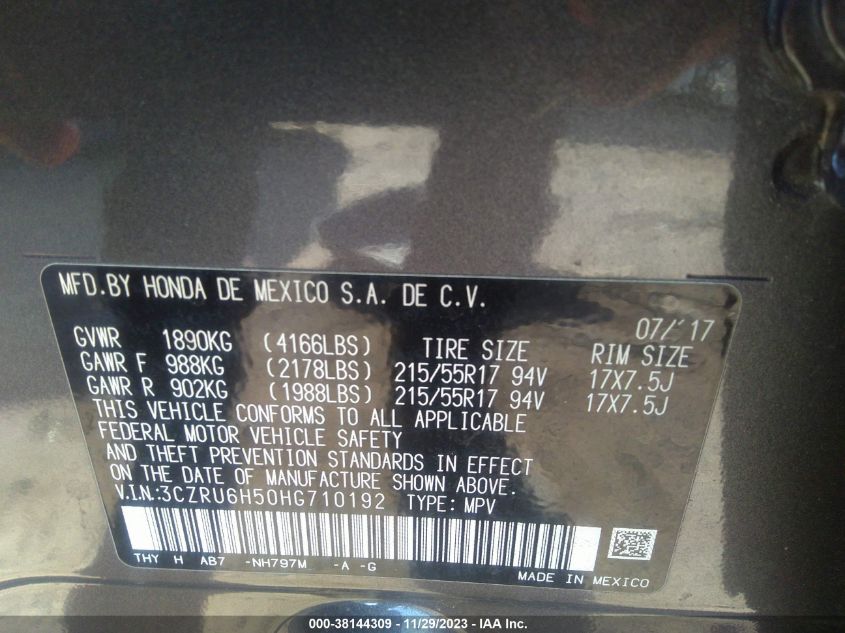 MFD.BY HONDA DE MEXICO S.A. DE C.V.
07/'17
GVWR 1890KG (4166LBS) TIRE SIZE RIM SIZE
GAWR F 988KG (2178LBS) 215/55R17 94V 17X7.5J
GAWR R 902KG (1988LBS) 215/55R17 94V 17X7.5J
THIS VEHICLE CONFORMS TO ALL APPLICABLE
FEDERAL MOTOR VEHICLE SAFETY
AND THEFT PREVENTION STANDARDS IN EFFECT
ON THE DATE OF MANUFACTURE SHOWN ABOVE.
V.I.N:3CZRU6H50HG710192 TYPE: MPV
THY H AB7 -NH797M -A -G
MADE IN MEXICO
000-38144309 - 11/29/2023 - IAA Inc.